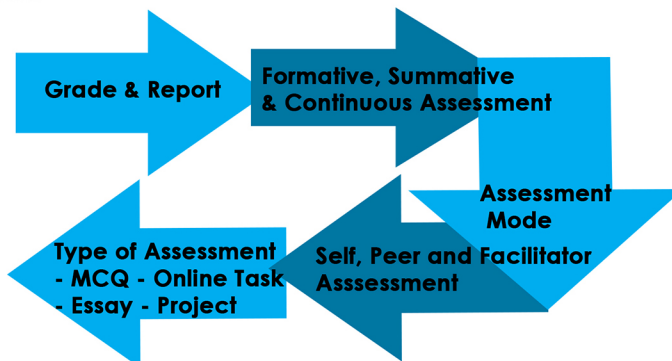 Grade & Report
Formative, Summative
& Continuous Assessment
Assessment
Mode
Self, Peer and Facilitator
Asssessment
Type of Assessment
- MCQ - Online Task
- Essay - Project